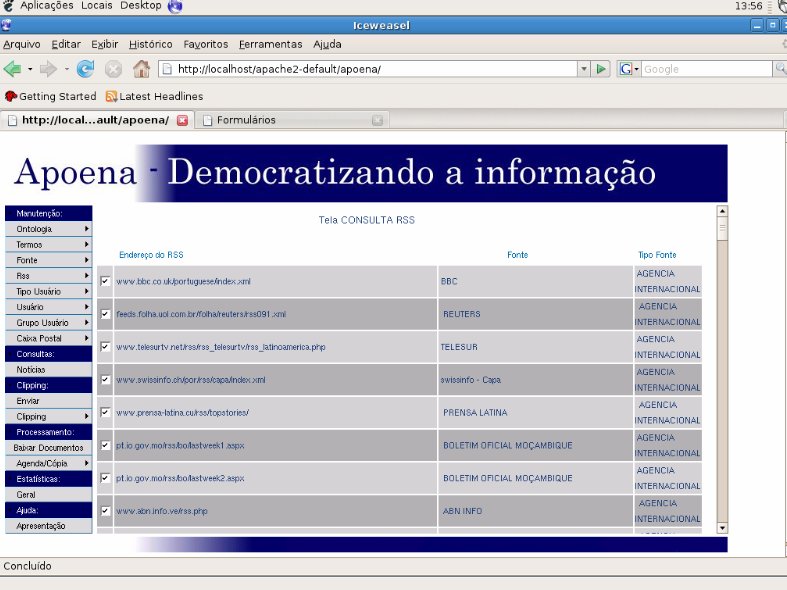 Aplicações Locais Desktop 13:56
Iceweasel
Arquivo Editar Exibir Histórico Favoritos Ferramentas Ajuda
http://localhost/apache2-default/apoena/ G Google
Getting Started Latest Headlines
http://local...ault/apoena/ Formulários
Apoena - Democratizando a informação
Manutenção:
Ontologia
Termos
Fonte
Rss
Tipo Usuário
Usuário
Grupo Usuário
Caixa Postal
Consultas:
Notícias
Clipping:
Enviar
Clipping
Processamento:
Baixar Documentos
Agenda/Cópia
Estatísticas:
Geral
Ajuda:
Apresentação
Tela CONSULTA RSS
Endereço do RSS Fonte Tipo Fonte
www.bbc.co.uk/portuguese/index.xml BBC AGENCIA INTERNACIONAL
feeds.folha.uol.com.br/folha/reuters/rss091.xml REUTERS AGENCIA INTERNACIONAL
www.telesurtv.net/rss/rss_telesurtv/rss_latinoamerica.php TELESUR AGENCIA INTERNACIONAL
www.swissinfo.ch/por/rss/capa/index.xml swissinfo - Capa AGENCIA INTERNACIONAL
www.prensa-latina.cu/rss/topstories/ PRENSA LATINA AGENCIA INTERNACIONAL
pt.io.gov.mo/rss/bo/lastweek1.aspx BOLETIM OFICIAL MOÇAMBIQUE AGENCIA INTERNACIONAL
pt.io.gov.mo/rss/bo/lastweek2.aspx BOLETIM OFICIAL MOÇAMBIQUE AGENCIA INTERNACIONAL
www.abn.info.ve/rss.php ABN INFO AGENCIA INTERNACIONAL
Concluído